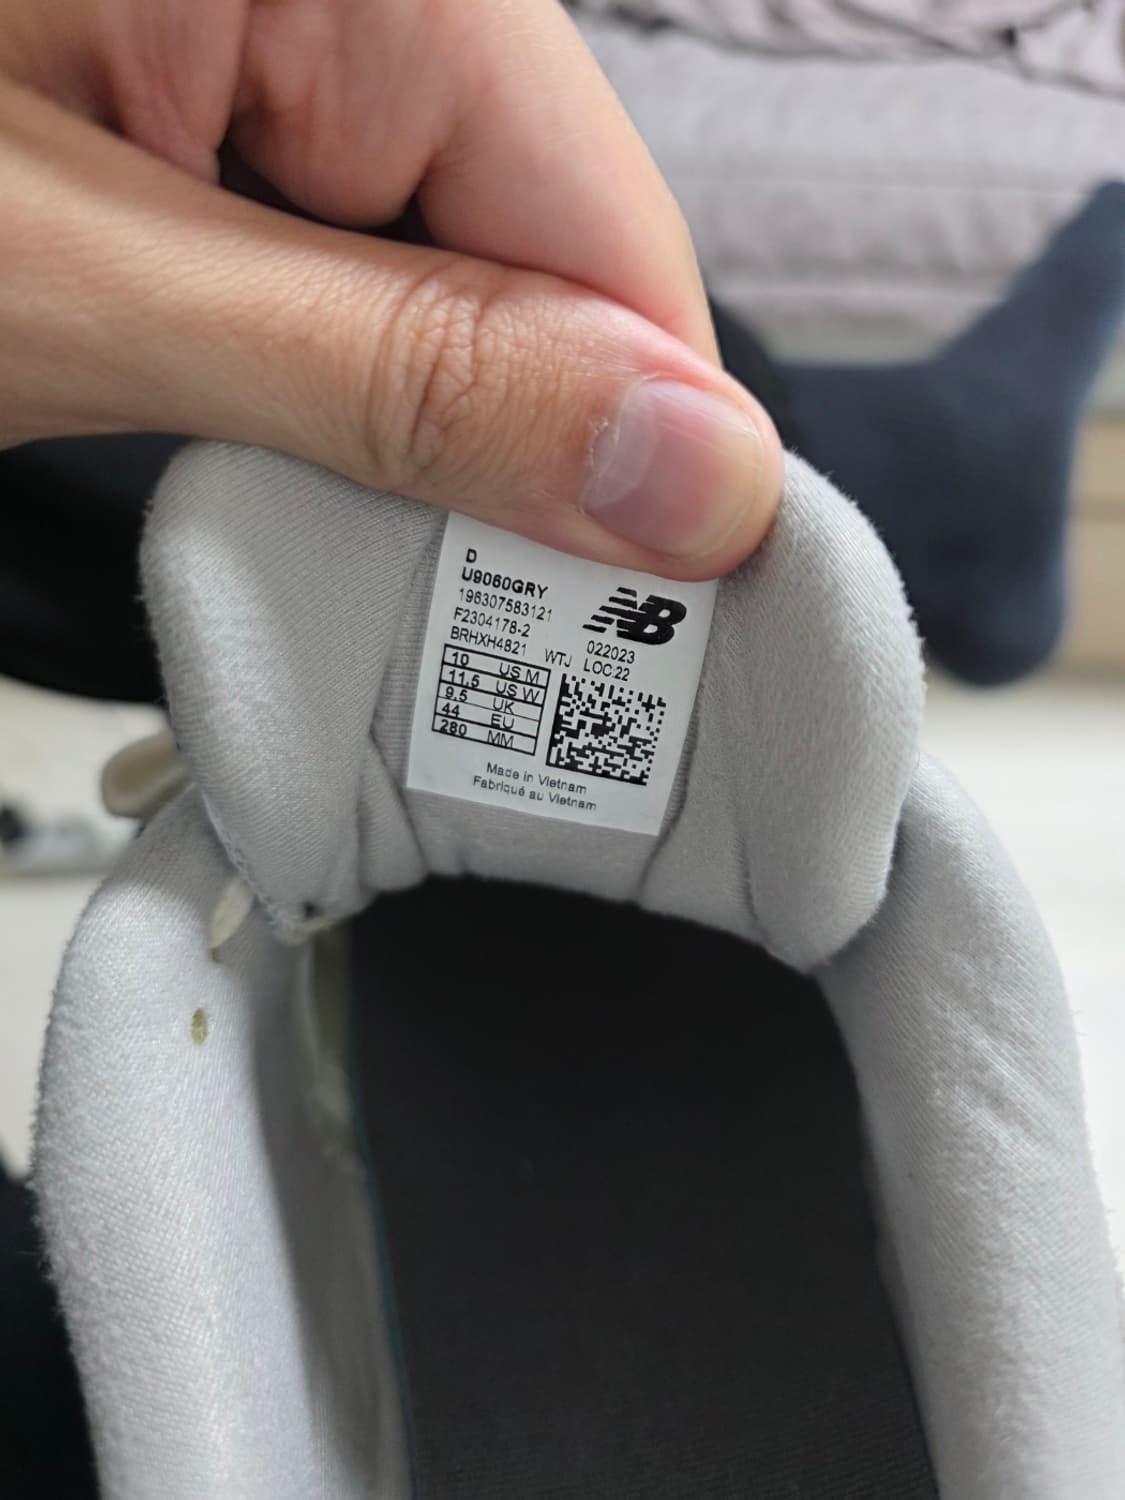 D
U9060GRY
196307583121
F2304178-2
BRHXH4821
NB
022023
WTJ LOC:22
10 US M
11.5 US W
9.5 UK
44 EU
280 MM
Made in Vietnam
Fabriqué au Vietnam